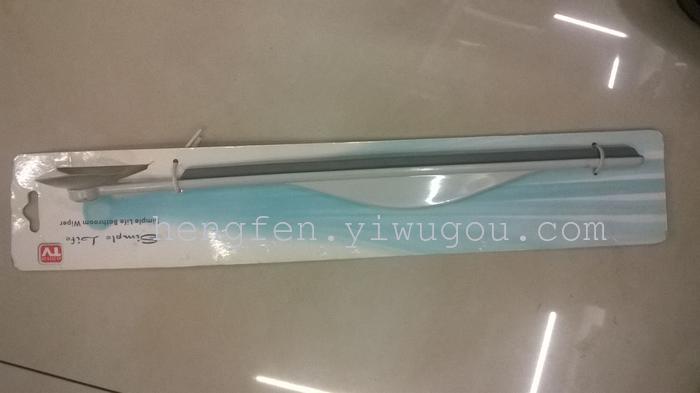 Simple Life
Simple Life Bathroom Wiper
TV
hengfen.yiwugou.com